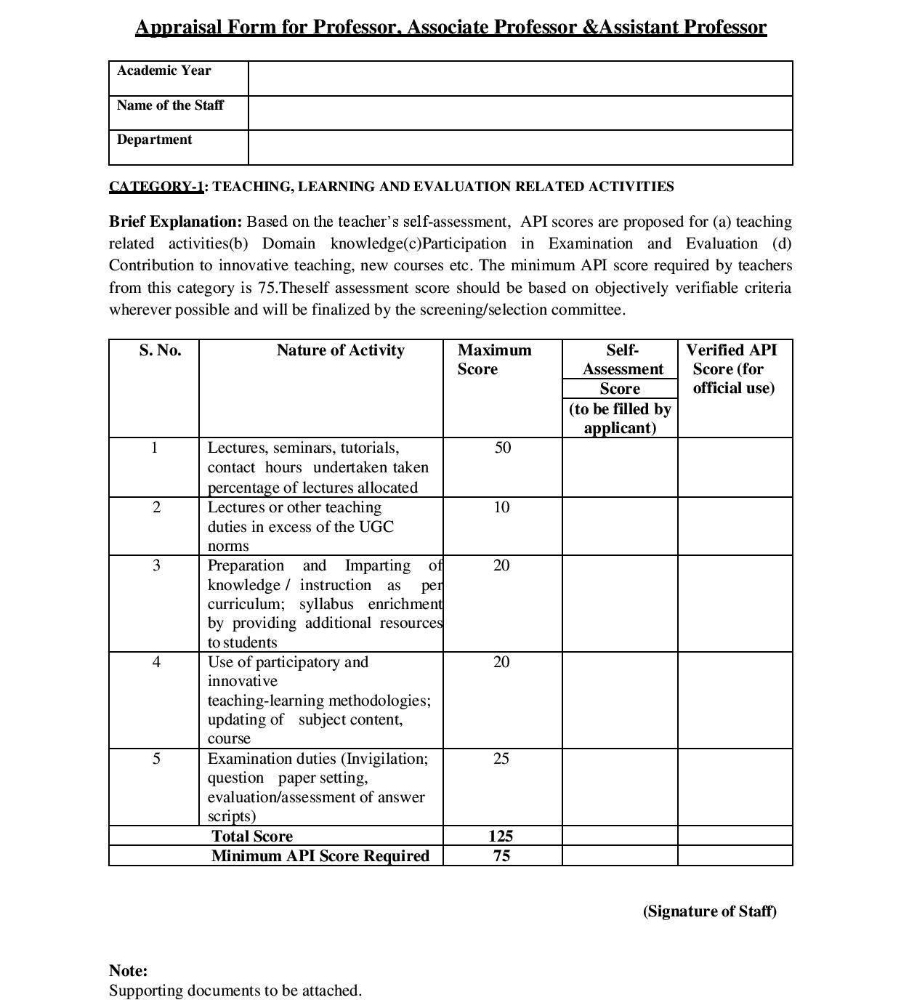 Appraisal Form for Professor, Associate Professor &Assistant Professor
Academic Year
Name of the Staff
Department
CATEGORY-1: TEACHING, LEARNING AND EVALUATION RELATED ACTIVITIES
Brief Explanation: Based on the teacher’s self-assessment, API scores are proposed for (a) teaching
related activities(b) Domain knowledge(c)Participation in Examination and Evaluation (d)
Contribution to innovative teaching, new courses etc. The minimum API score required by teachers
from this category is 75.Theself assessment score should be based on objectively verifiable criteria
wherever possible and will be finalized by the screening/selection committee.
S. No. Nature of Activity Maximum Self- Verified API
Score Assessment Score (for
Score official use)
(to be filled by
applicant)
1 Lectures, seminars, tutorials, 50
contact hours undertaken taken
percentage of lectures allocated
2 Lectures or other teaching 10
duties in excess of the UGC
norms
3 Preparation and Imparting of 20
knowledge / instruction as per
curriculum; syllabus enrichment
by providing additional resources
to students
4 Use of participatory and 20
innovative
teaching-learning methodologies;
updating of subject content,
course
5 Examination duties (Invigilation; 25
question paper setting,
evaluation/assessment of answer
scripts)
Total Score 125
Minimum API Score Required 75
(Signature of Staff)
Note:
Supporting documents to be attached.